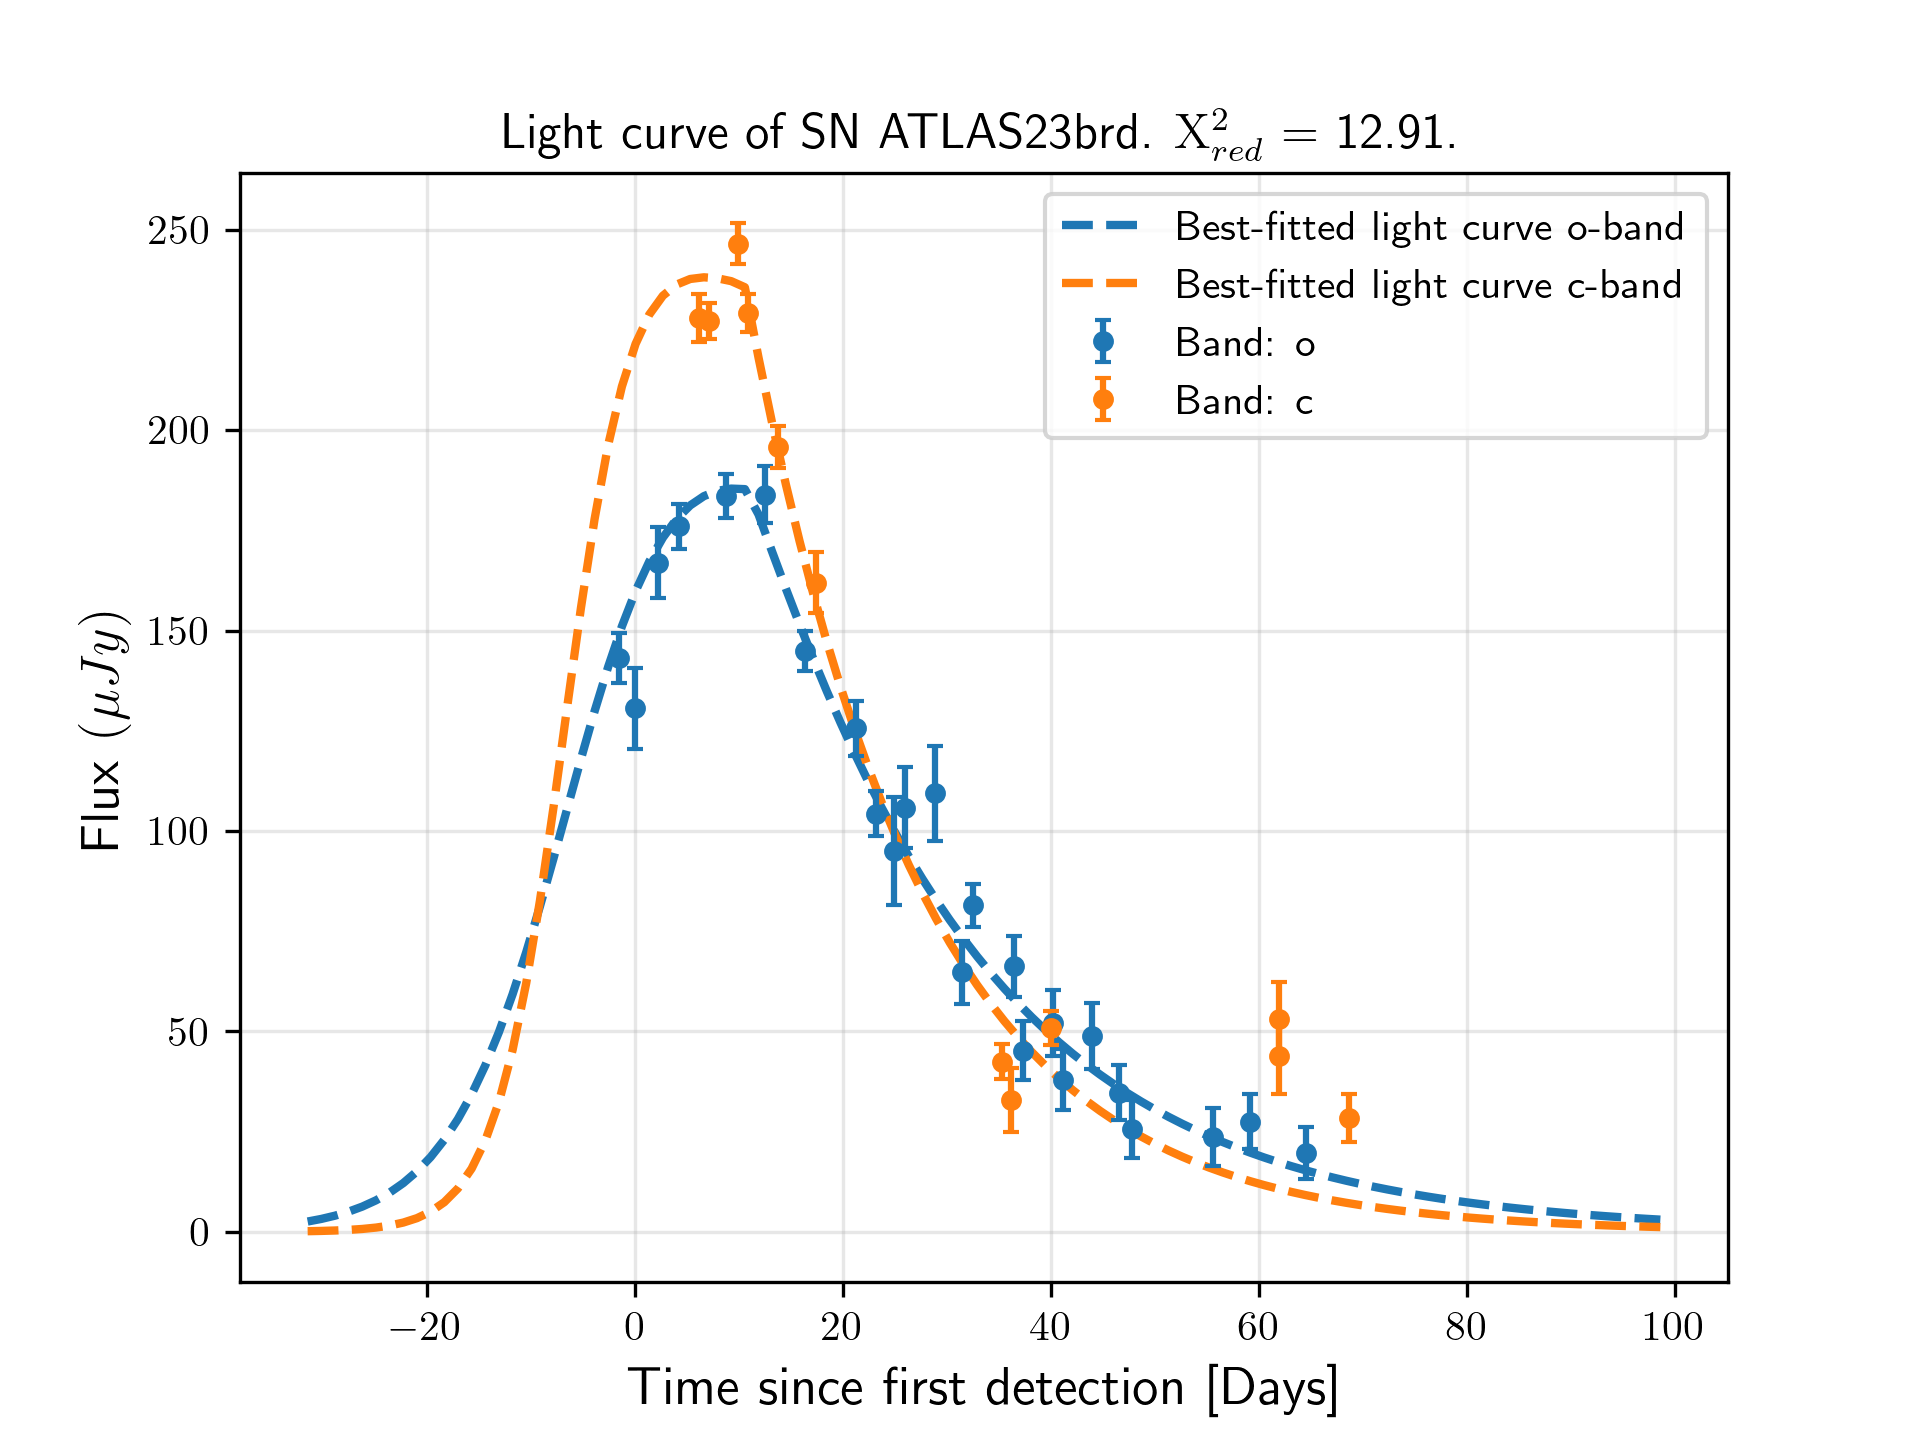 Light curve of SN ATLAS23brd. X²_red = 12.91.
Best-fitted light curve o-band
Best-fitted light curve c-band
Band: o
Band: c
250
200
150
100
50
0
Flux (μJy)
−20 0 20 40 60 80 100
Time since first detection [Days]